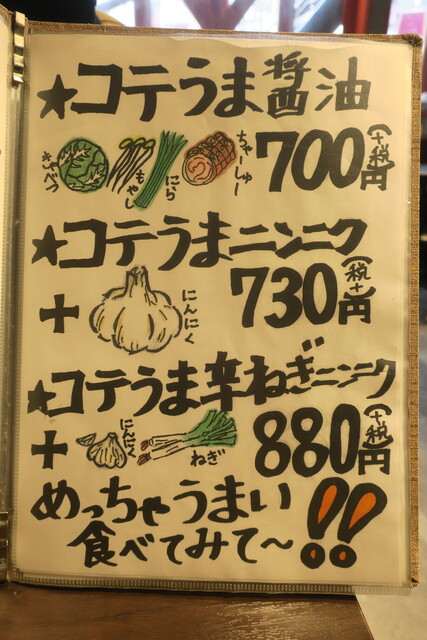 ★コテうま醤油
きゃべつ
もやし
にら
ちゃーしゅー
700円(+税)
★コテうまニンニク
+
にんにく
730円(税+)
★コテうま辛ねぎニンニク
+
にんにく
ねぎ
880円(+税)
めっちゃうまい
食べてみて〜!!